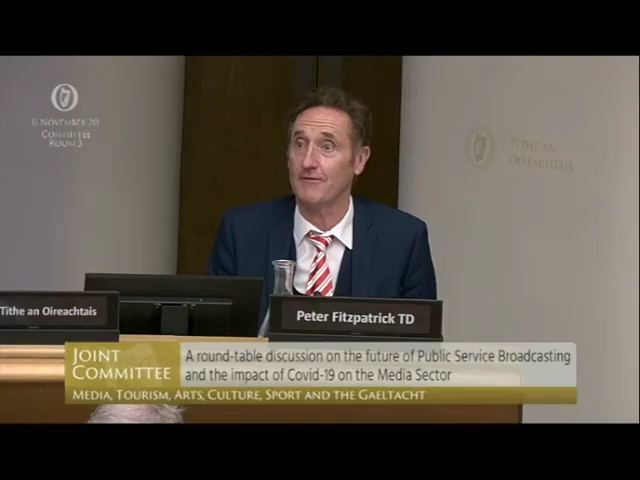 11 NOVEMBER 20
COMMITTEE
ROOM 3
TITHE AN
OIREACHTAIS
Tithe an Oireachtais
Peter Fitzpatrick TD
JOINT
COMMITTEE
A round-table discussion on the future of Public Service Broadcasting
and the impact of Covid-19 on the Media Sector
MEDIA, TOURISM, ARTS, CULTURE, SPORT AND THE GAELTACHT